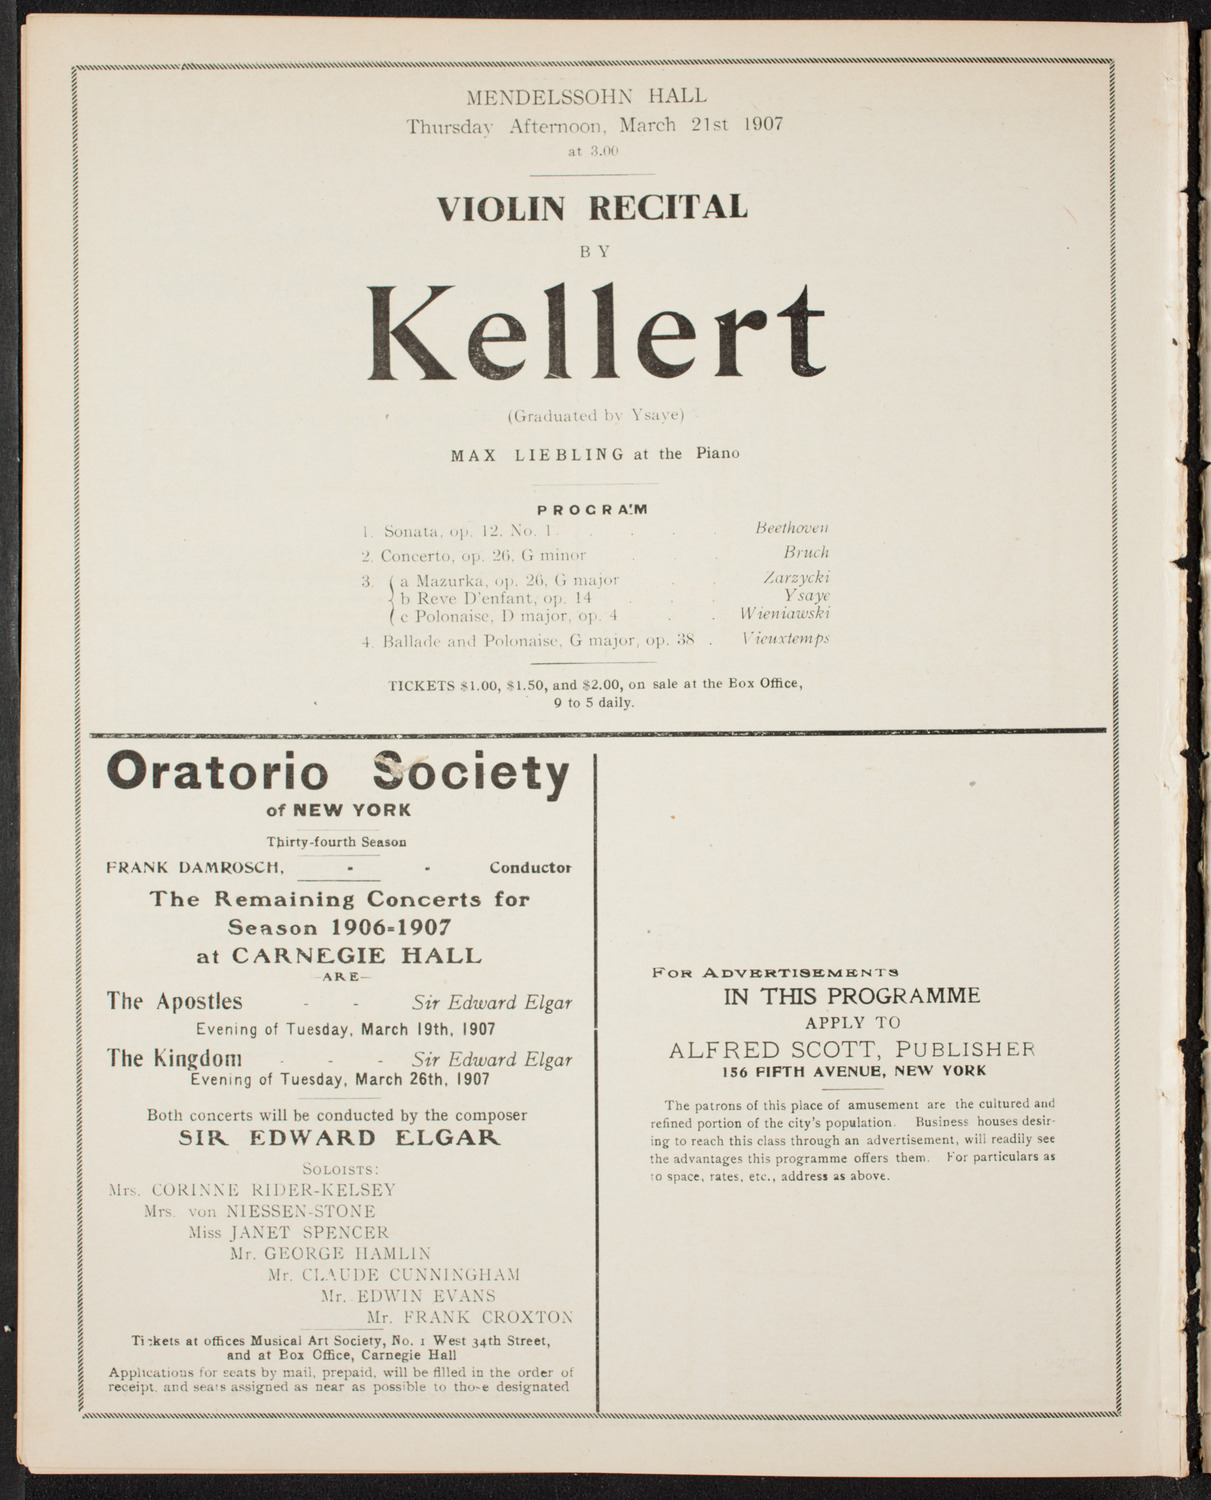 MENDELSSOHN HALL
Thursday Afternoon, March 21st 1907
at 3.00
VIOLIN RECITAL
BY
Kellert
(Graduated by Ysaye)
MAX LIEBLING at the Piano
PROGRAM
1. Sonata, op. 12, No. 1 . . . . Beethoven
2. Concerto, op. 26, G minor . . . Bruch
3. { a Mazurka, op. 26, G major . . Zarzycki
b Reve D'enfant, op. 14 . . . Ysaye
c Polonaise, D major, op. 4 . . Wieniawski
4. Ballade and Polonaise, G major, op. 38 . Vieuxtemps
TICKETS $1.00, $1.50, and $2.00, on sale at the Box Office,
9 to 5 daily.
Oratorio Society
of NEW YORK
Thirty-fourth Season
FRANK DAMROSCH, - - Conductor
The Remaining Concerts for
Season 1906-1907
at CARNEGIE HALL
—ARE—
The Apostles - - Sir Edward Elgar
Evening of Tuesday, March 19th, 1907
The Kingdom - - - Sir Edward Elgar
Evening of Tuesday, March 26th, 1907
Both concerts will be conducted by the composer
SIR EDWARD ELGAR
SOLOISTS:
Mrs. CORINNE RIDER-KELSEY
Mrs. von NIESSEN-STONE
Miss JANET SPENCER
Mr. GEORGE HAMLIN
Mr. CLAUDE CUNNINGHAM
Mr. EDWIN EVANS
Mr. FRANK CROXTON
Tickets at offices Musical Art Society, No. 1 West 34th Street,
and at Box Office, Carnegie Hall
Applications for seats by mail, prepaid, will be filled in the order of
receipt, and seats assigned as near as possible to those designated
FOR ADVERTISEMENTS
IN THIS PROGRAMME
APPLY TO
ALFRED SCOTT, PUBLISHER
156 FIFTH AVENUE, NEW YORK
The patrons of this place of amusement are the cultured and
refined portion of the city's population. Business houses desir-
ing to reach this class through an advertisement, will readily see
the advantages this programme offers them. For particulars as
to space, rates, etc., address as above.